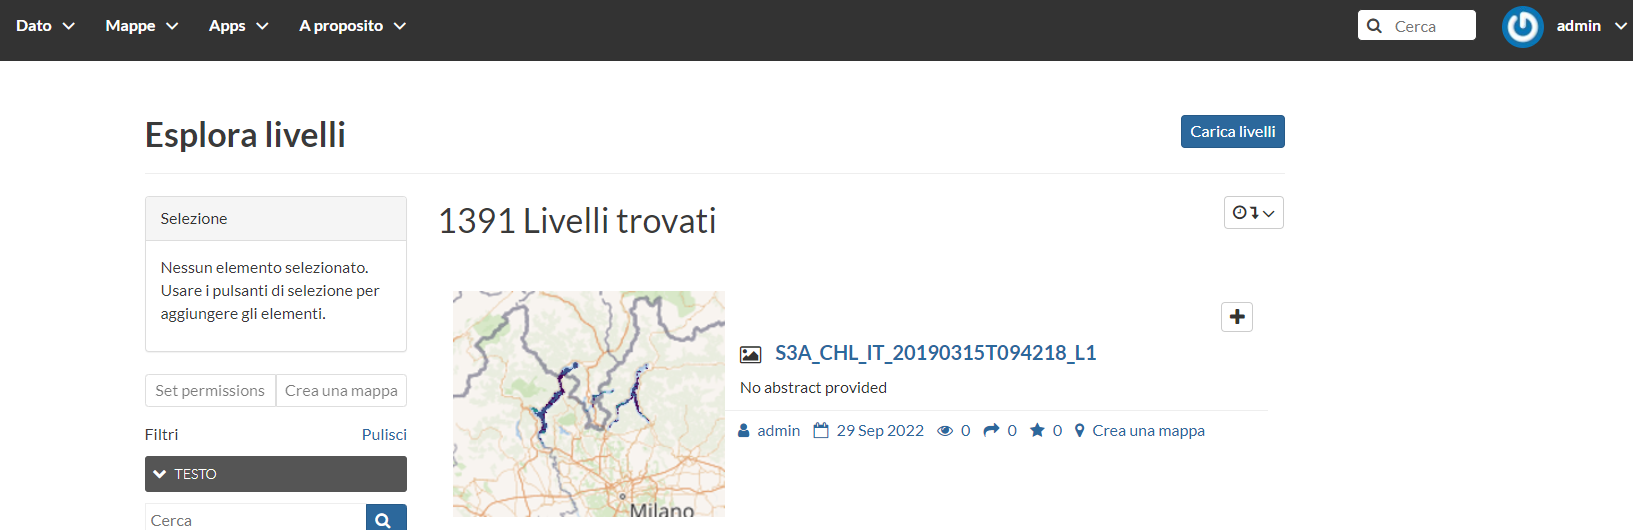 Dato Mappe Apps A proposito Cerca admin
Esplora livelli Carica livelli
Selezione
Nessun elemento selezionato.
Usare i pulsanti di selezione per
aggiungere gli elementi.
Set permissions Crea una mappa
Filtri Pulisci
TESTO
Cerca
1391 Livelli trovati
Milano
S3A_CHL_IT_20190315T094218_L1
No abstract provided
admin 29 Sep 2022 0 0 0 Crea una mappa